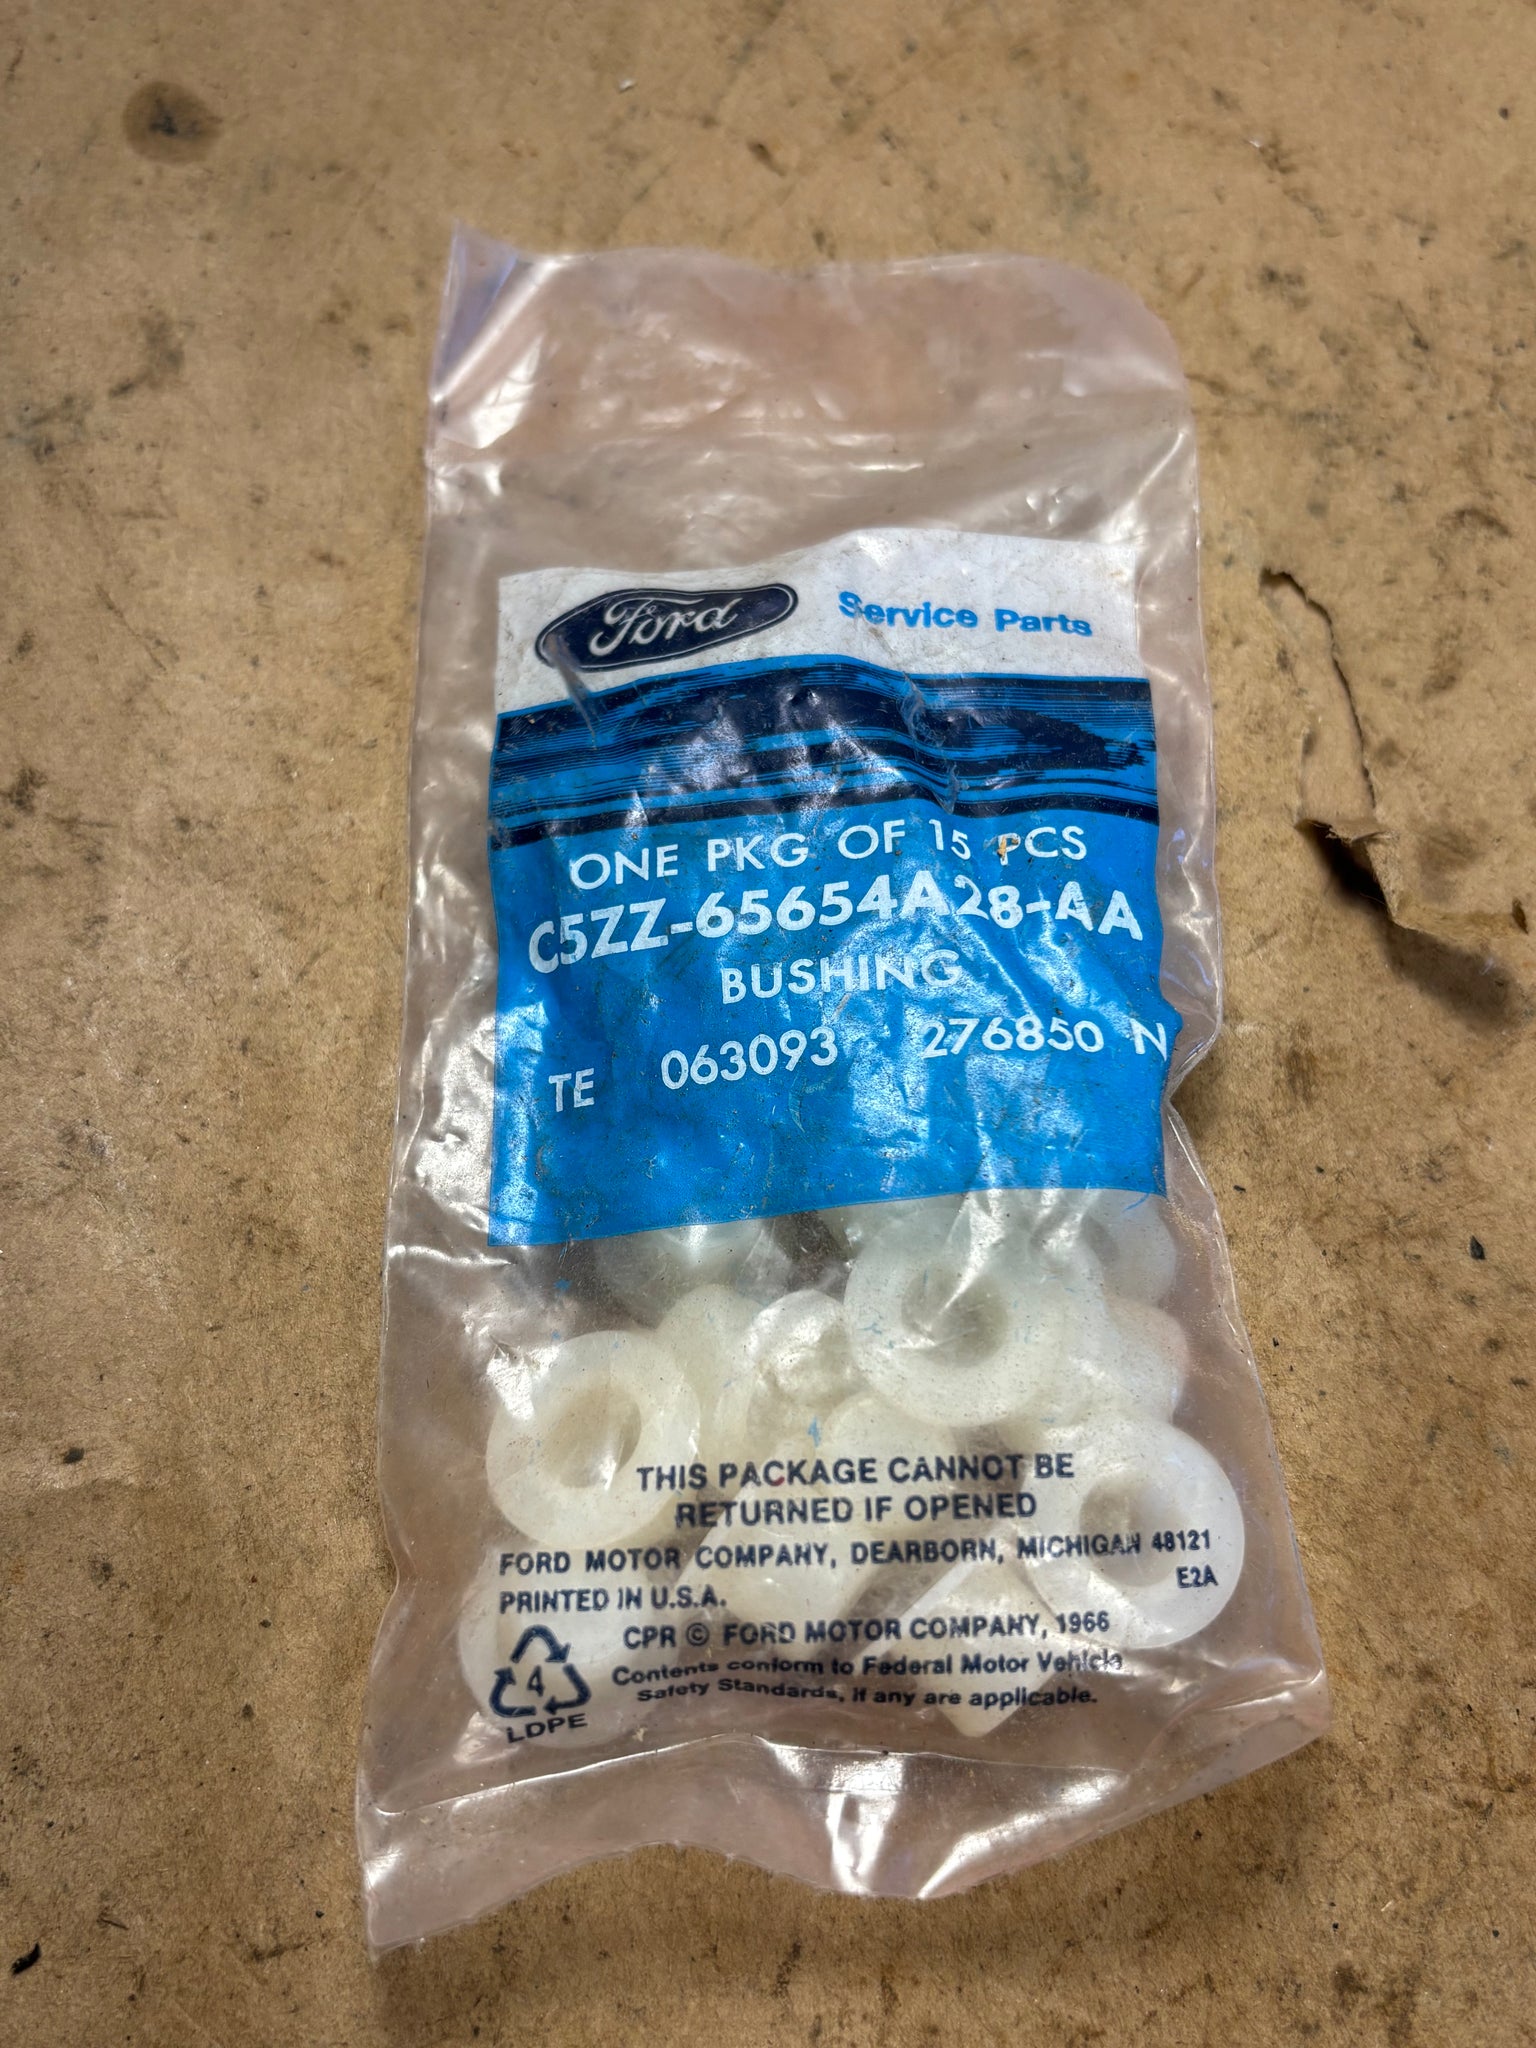 Ford Service Parts
ONE PKG OF 15 PCS
C5ZZ-65654A28-AA
BUSHING
TE 063093 276850 N
THIS PACKAGE CANNOT BE
RETURNED IF OPENED
FORD MOTOR COMPANY, DEARBORN, MICHIGAN 48121
PRINTED IN U.S.A. E2A
CPR © FORD MOTOR COMPANY, 1966
Contents conform to Federal Motor Vehicle
Safety Standards, if any are applicable.
4
LDPE